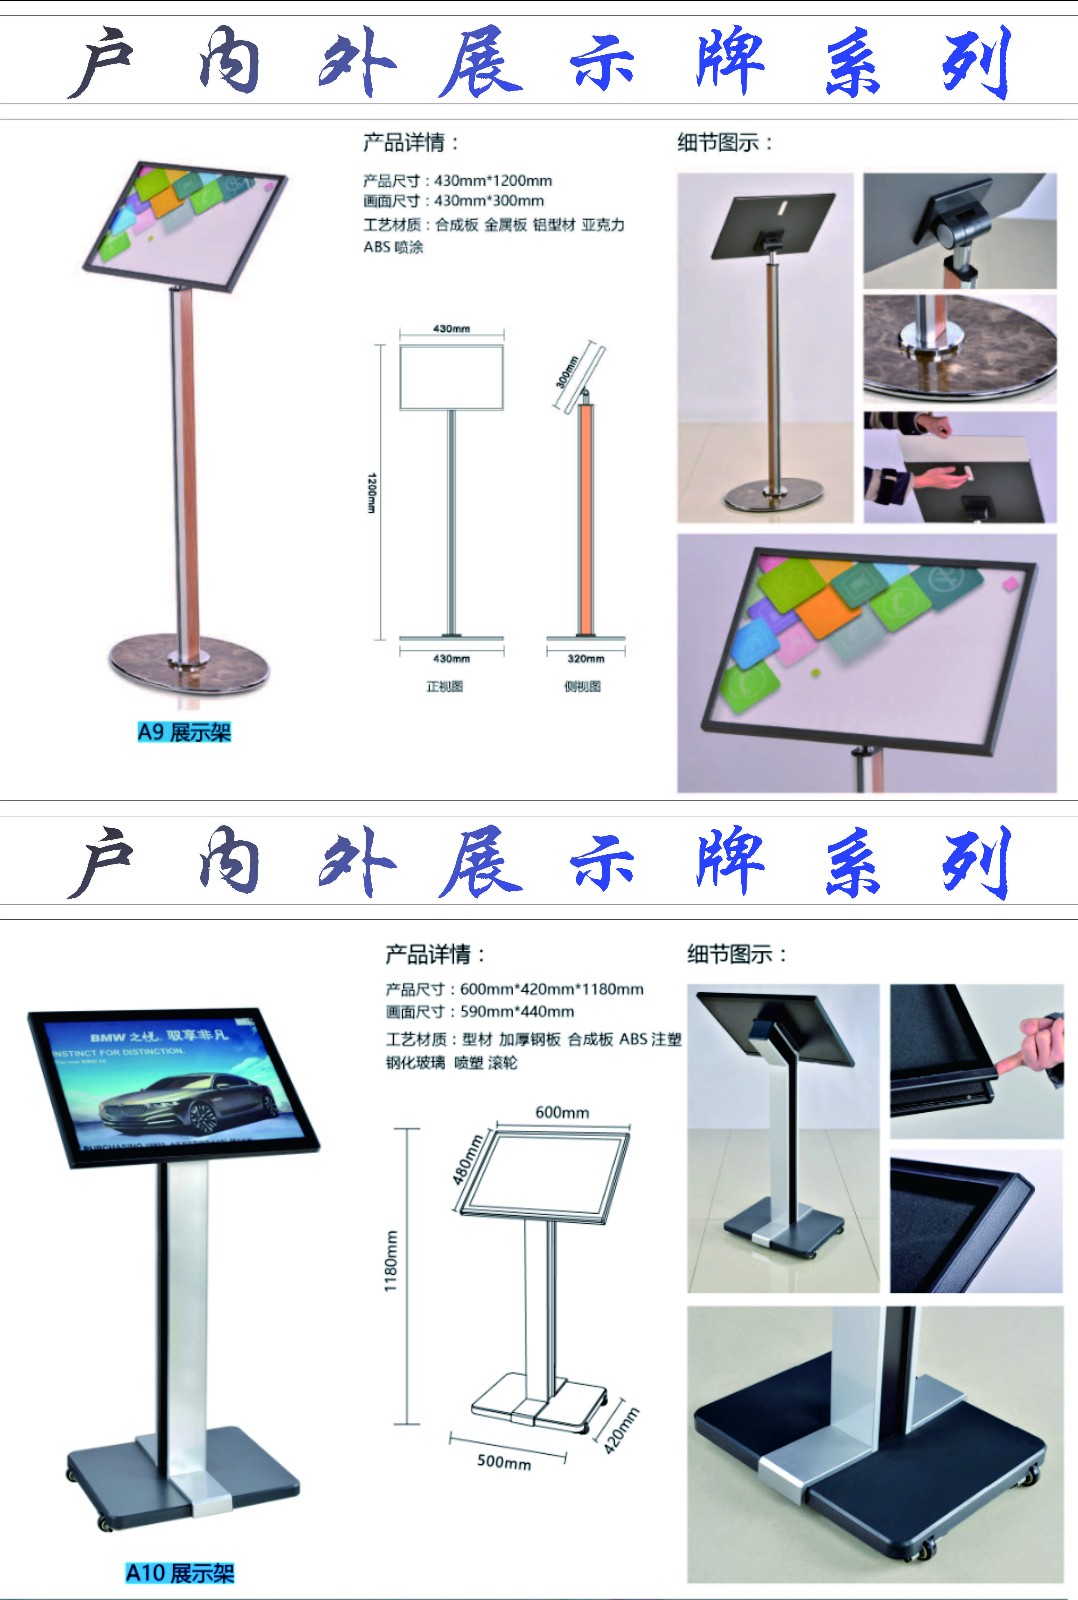 户内外展示牌系列
产品详情：
产品尺寸：430mm*1200mm
画面尺寸：430mm*300mm
工艺材质：合成板 金属板 铝型材 亚克力
ABS 喷涂
细节图示：
430mm
300mm
1200mm
430mm
320mm
正视图
侧视图
A9 展示架
户内外展示牌系列
产品详情：
产品尺寸：600mm*420mm*1180mm
画面尺寸：590mm*440mm
工艺材质：型材 加厚钢板 合成板 ABS 注塑
钢化玻璃 喷塑 滚轮
细节图示：
BMW之悦，驭享非凡
INSTINCT FOR DISTINCTION.
600mm
480mm
1180mm
420mm
500mm
A10 展示架